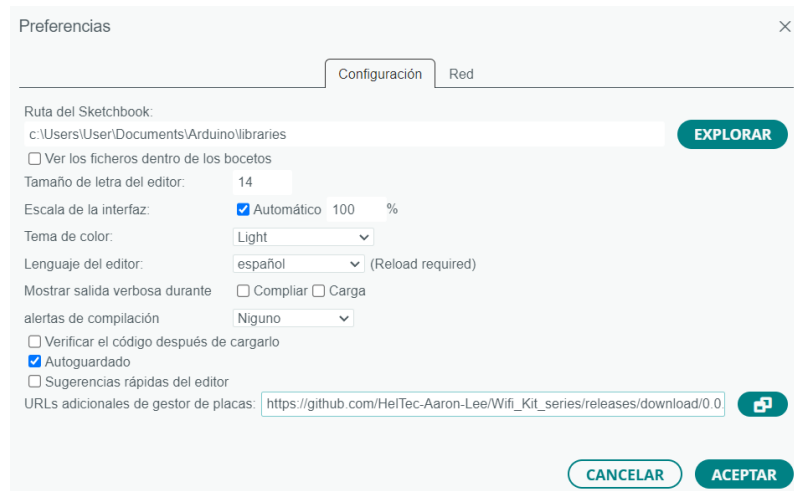 Preferencias
Configuración Red
Ruta del Sketchbook:
c:\Users\User\Documents\Arduino\libraries EXPLORAR
Ver los ficheros dentro de los bocetos
Tamaño de letra del editor: 14
Escala de la interfaz: Automático 100 %
Tema de color: Light
Lenguaje del editor: español (Reload required)
Mostrar salida verbosa durante Compliar Carga
alertas de compilación Niguno
Verificar el código después de cargarlo
Autoguardado
Sugerencias rápidas del editor
URLs adicionales de gestor de placas: https://github.com/HelTec-Aaron-Lee/Wifi_Kit_series/releases/download/0.0
CANCELAR ACEPTAR